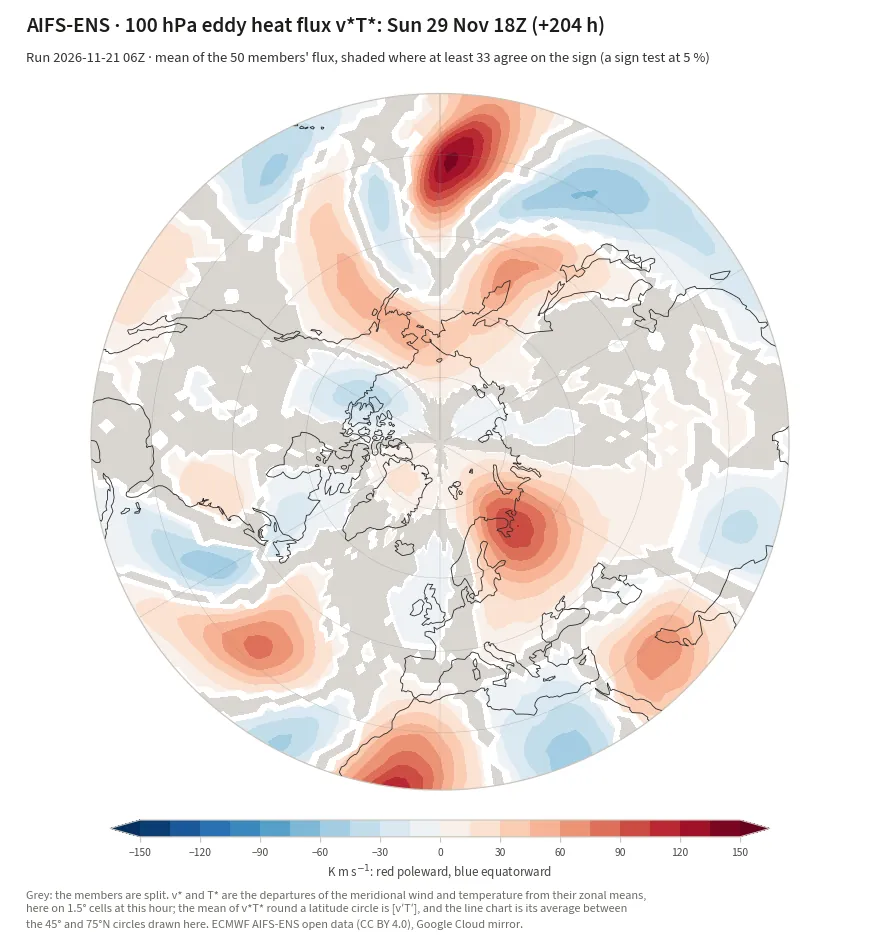 AIFS-ENS · 100 hPa eddy heat flux v*T*: Sun 29 Nov 18Z (+204 h)
Run 2026-11-21 06Z · mean of the 50 members' flux, shaded where at least 33 agree on the sign (a sign test at 5 %)
−150 −120 −90 −60 −30 0 30 60 90 120 150
K m s⁻¹: red poleward, blue equatorward
Grey: the members are split. v* and T* are the departures of the meridional wind and temperature from their zonal means,
here on 1.5° cells at this hour; the mean of v*T* round a latitude circle is [v′T′], and the line chart is its average between
the 45° and 75°N circles drawn here. ECMWF AIFS-ENS open data (CC BY 4.0), Google Cloud mirror.